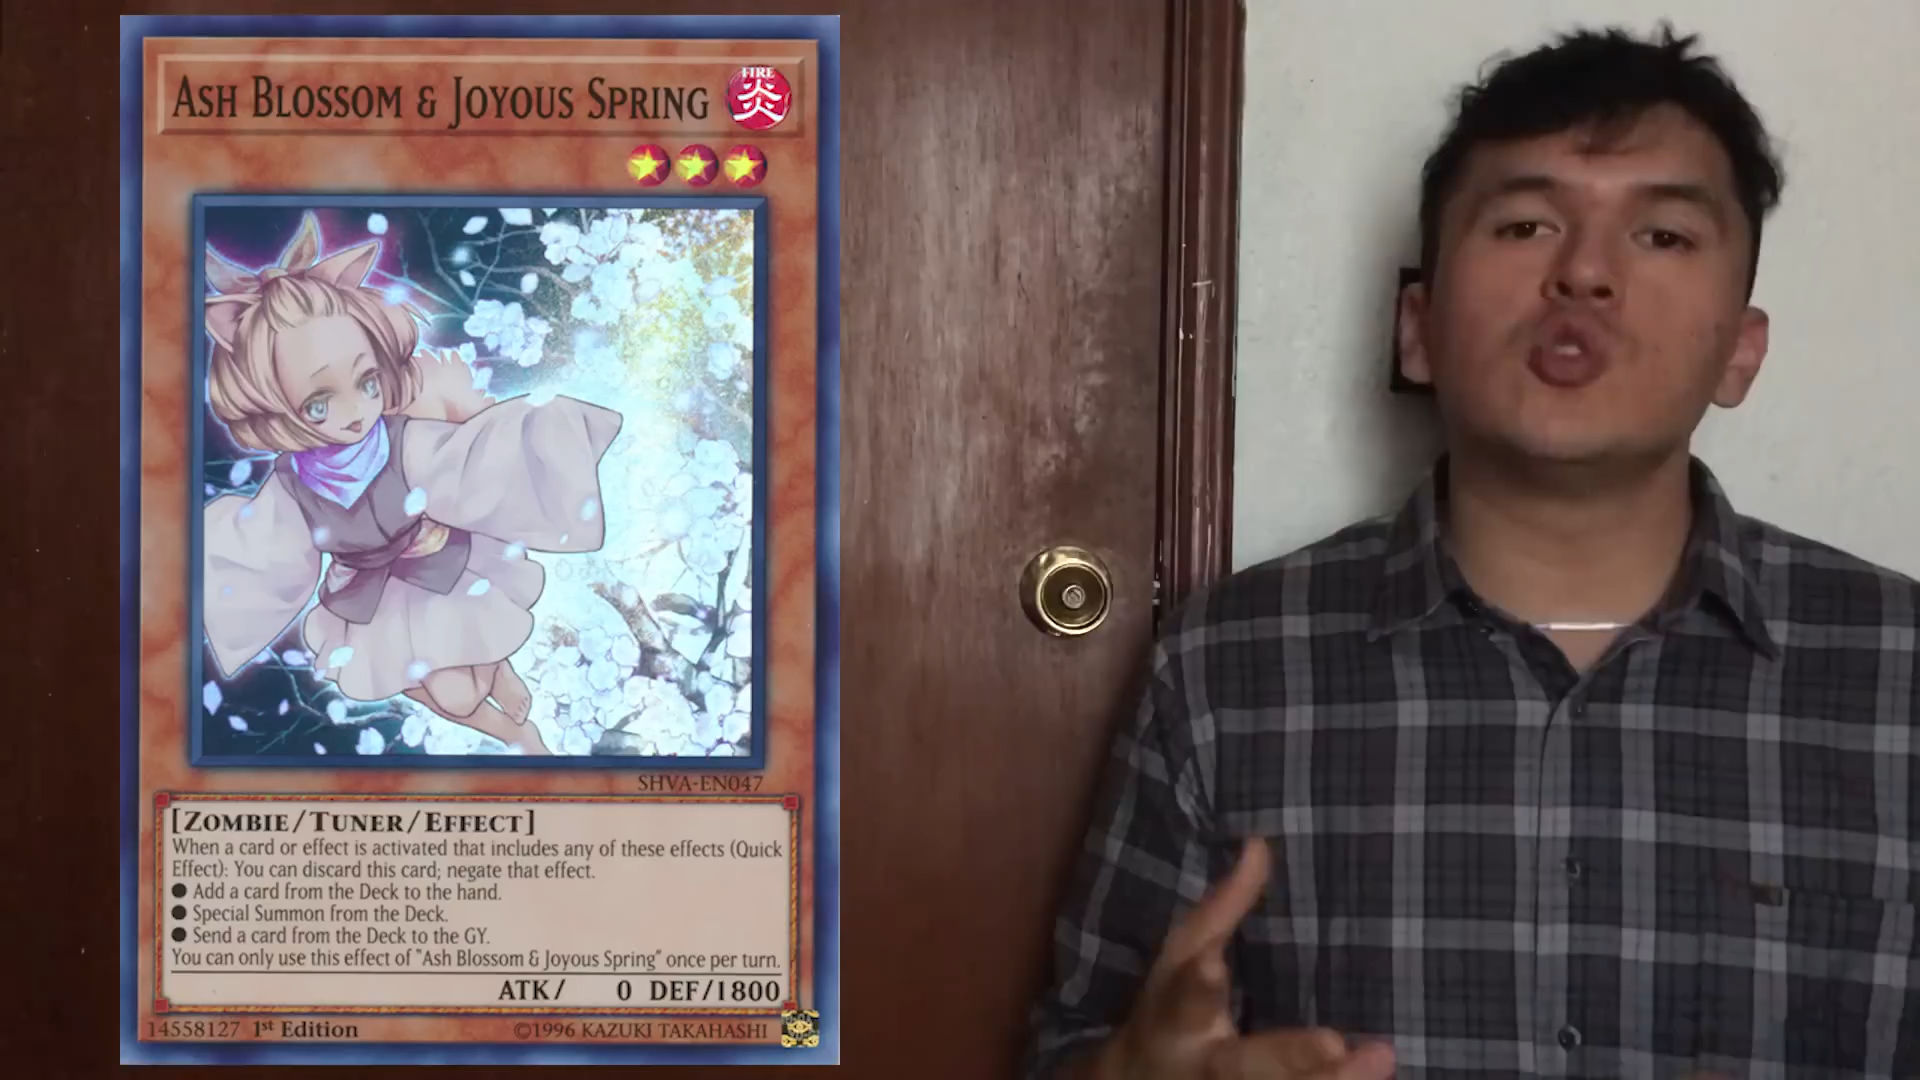 ASH BLOSSOM & JOYOUS SPRING
FIRE
炎
SHVA-EN047
[ZOMBIE/TUNER/EFFECT]
When a card or effect is activated that includes any of these effects (Quick
Effect): You can discard this card; negate that effect.
● Add a card from the Deck to the hand.
● Special Summon from the Deck.
● Send a card from the Deck to the GY.
You can only use this effect of "Ash Blossom & Joyous Spring" once per turn.
ATK/ 0 DEF/1800
14558127 1st Edition ©1996 KAZUKI TAKAHASHI